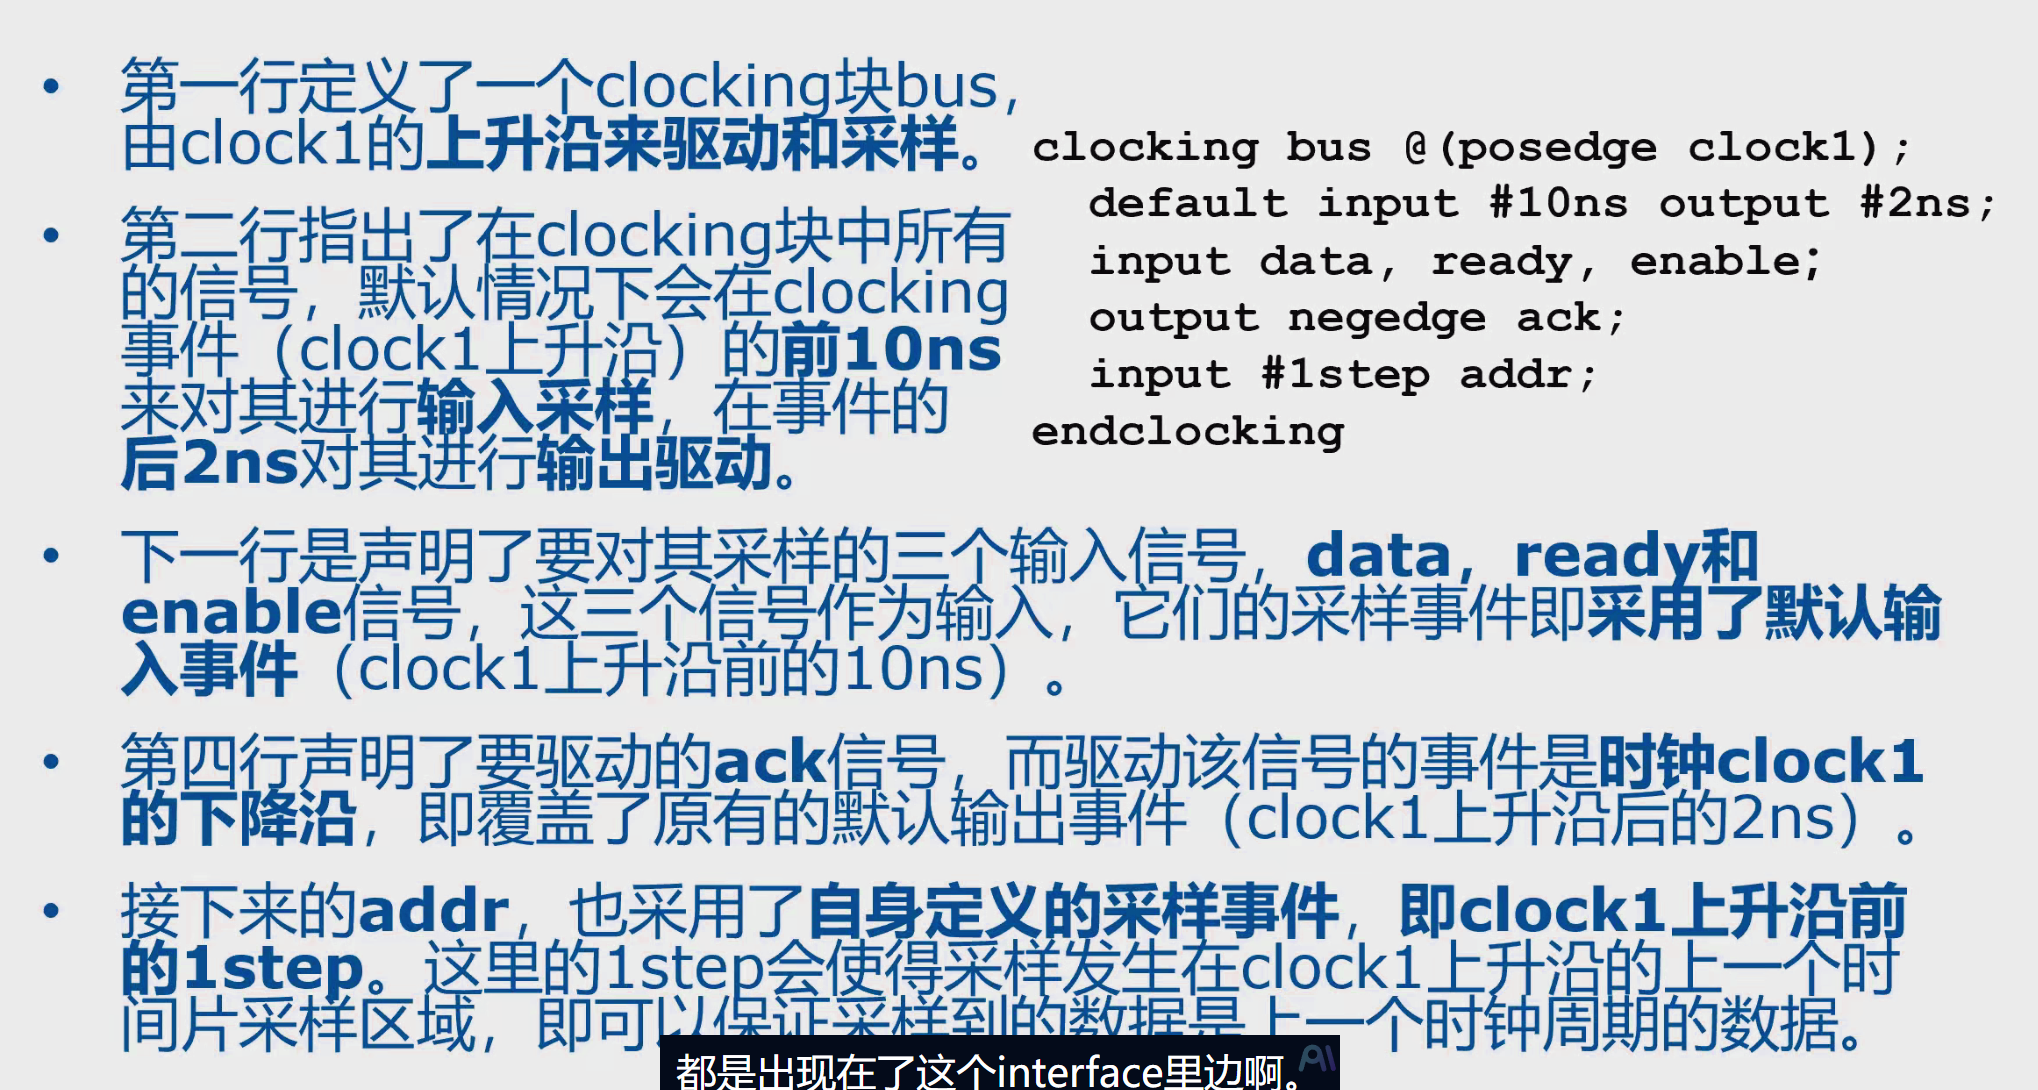 • 第一行定义了一个clocking块bus，
由clock1的上升沿来驱动和采样。
• 第二行指出了在clocking块中所有
的信号，默认情况下会在clocking
事件（clock1上升沿）的前10ns
来对其进行输入采样，在事件的
后2ns对其进行输出驱动。
clocking bus @(posedge clock1);
default input #10ns output #2ns;
input data, ready, enable;
output negedge ack;
input #1step addr;
endclocking
• 下一行是声明了要对其采样的三个输入信号，data，ready和
enable信号，这三个信号作为输入，它们的采样事件即采用了默认输
入事件（clock1上升沿前的10ns）。
• 第四行声明了要驱动的ack信号，而驱动该信号的事件是时钟clock1
的下降沿，即覆盖了原有的默认输出事件（clock1上升沿后的2ns）。
• 接下来的addr，也采用了自身定义的采样事件，即clock1上升沿前
的1step。这里的1step会使得采样发生在clock1上升沿的上一个时
间片采样区域，即可以保证采样到的数据是上一个时钟周期的数据。
都是出现在了这个interface里边啊。
AI